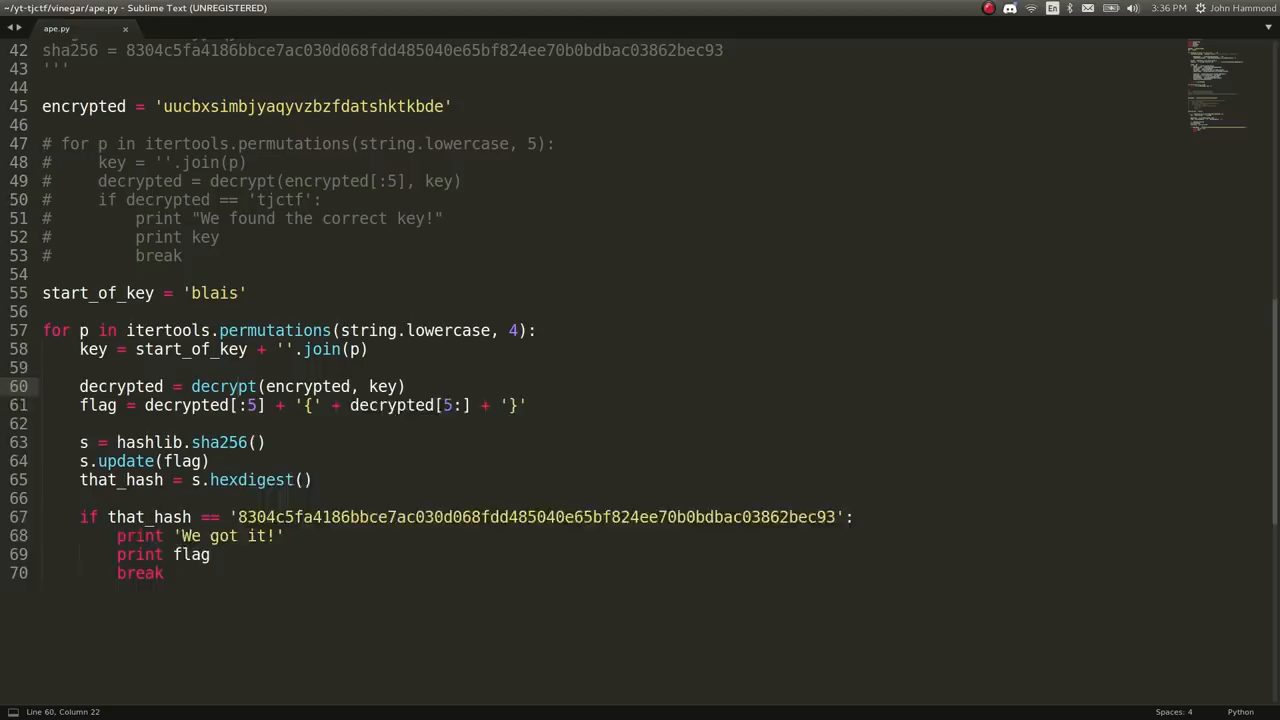 ~/yt-tjctf/vinegar/ape.py - Sublime Text (UNREGISTERED)
En
3:36 PM
John Hammond
ape.py
42 sha256 = 8304c5fa4186bbce7ac030d068fdd485040e65bf824ee70b0bdbac03862bec93
43 '''
44
45 encrypted = 'uucbxsimbjyaqyvzbzfdatshktkbde'
46
47 # for p in itertools.permutations(string.lowercase, 5):
48 #     key = ''.join(p)
49 #     decrypted = decrypt(encrypted[:5], key)
50 #     if decrypted == 'tjctf':
51 #         print "We found the correct key!"
52 #         print key
53 #         break
54
55 start_of_key = 'blais'
56
57 for p in itertools.permutations(string.lowercase, 4):
58     key = start_of_key + ''.join(p)
59
60     decrypted = decrypt(encrypted, key)
61     flag = decrypted[:5] + '{' + decrypted[5:] + '}'
62
63     s = hashlib.sha256()
64     s.update(flag)
65     that_hash = s.hexdigest()
66
67     if that_hash == '8304c5fa4186bbce7ac030d068fdd485040e65bf824ee70b0bdbac03862bec93':
68         print 'We got it!'
69         print flag
70         break
Line 60, Column 22
Spaces: 4
Python